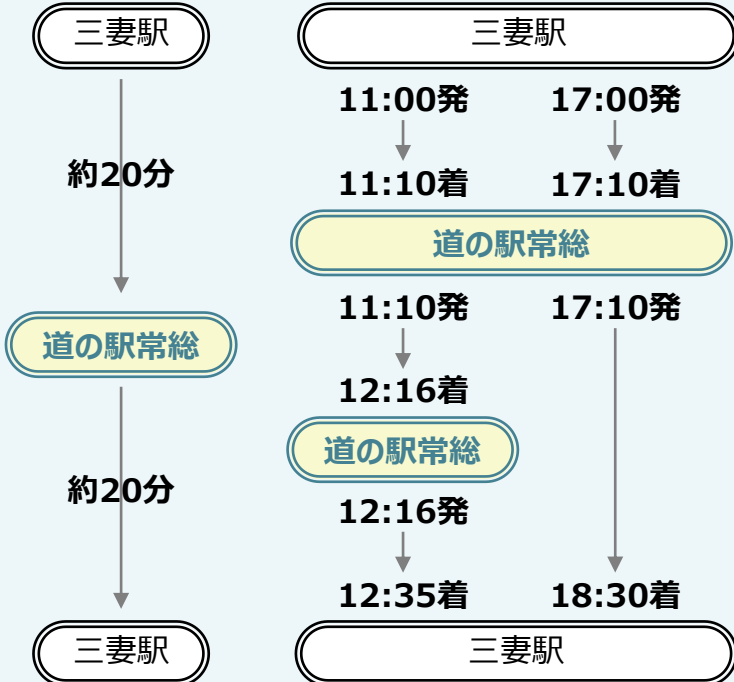 三妻駅
約20分
道の駅常総
約20分
三妻駅
三妻駅
11:00発 17:00発
11:10着 17:10着
道の駅常総
11:10発 17:10発
12:16着
道の駅常総
12:16発
12:35着 18:30着
三妻駅